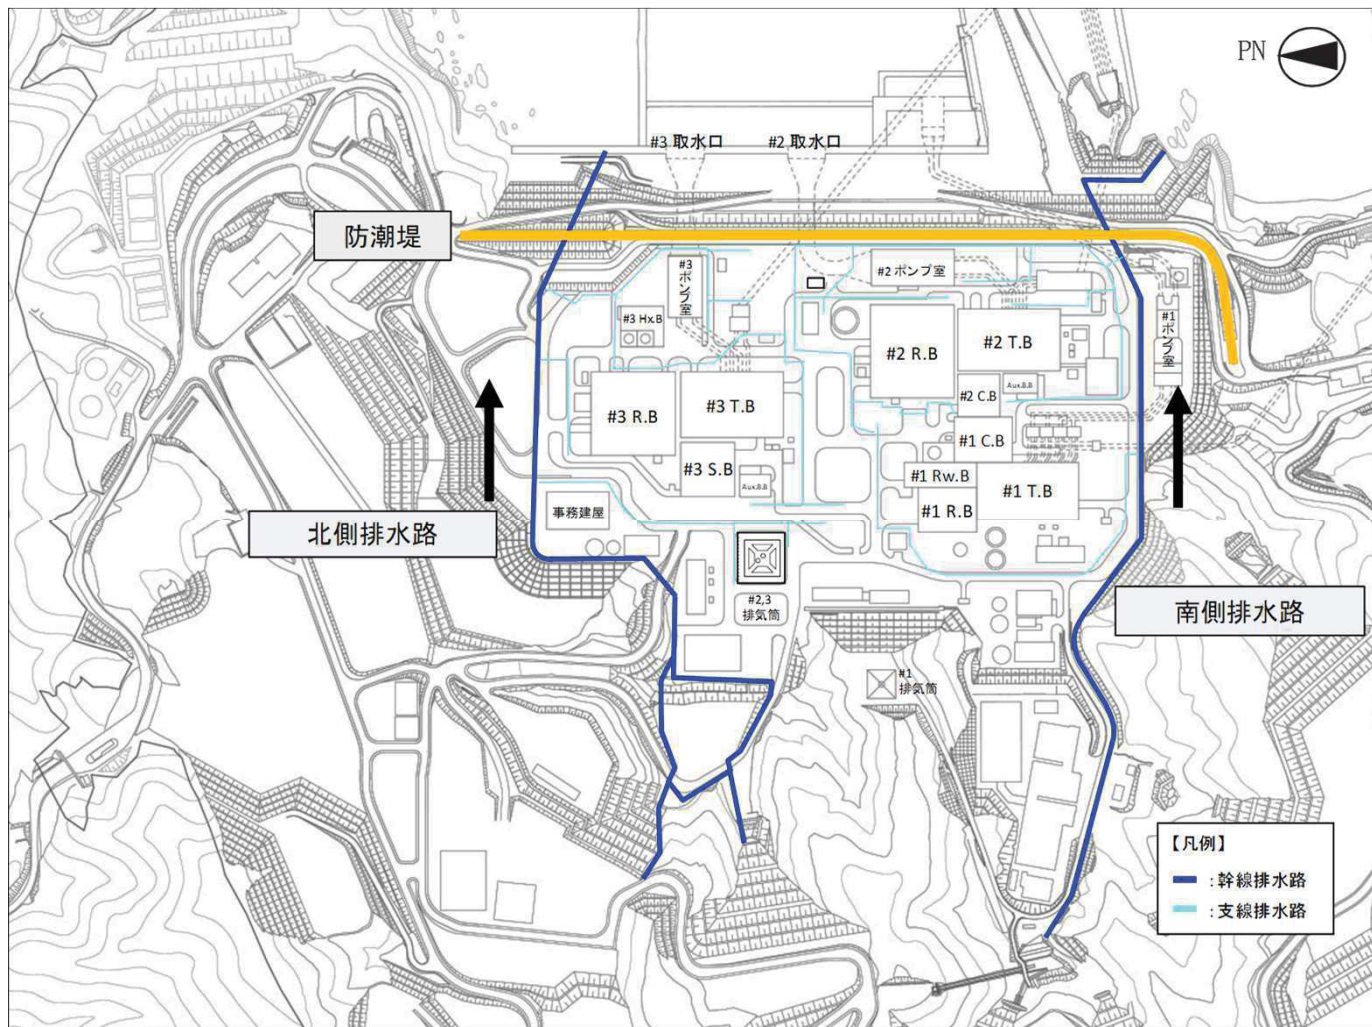 PN
#3 取水口
#2 取水口
防潮堤
#3
ポンプ室
#2 ポンプ室
#3 Hx.B
#1
ポンプ室
#2 R.B
#2 T.B
Aux.B.B
#2 C.B
#3 R.B
#3 T.B
#1 C.B
#3 S.B
Aux.B.B
#1 Rw.B
#1 T.B
#1 R.B
事務建屋
北側排水路
#2,3
排気筒
南側排水路
#1
排気筒
【凡例】
：幹線排水路
：支線排水路